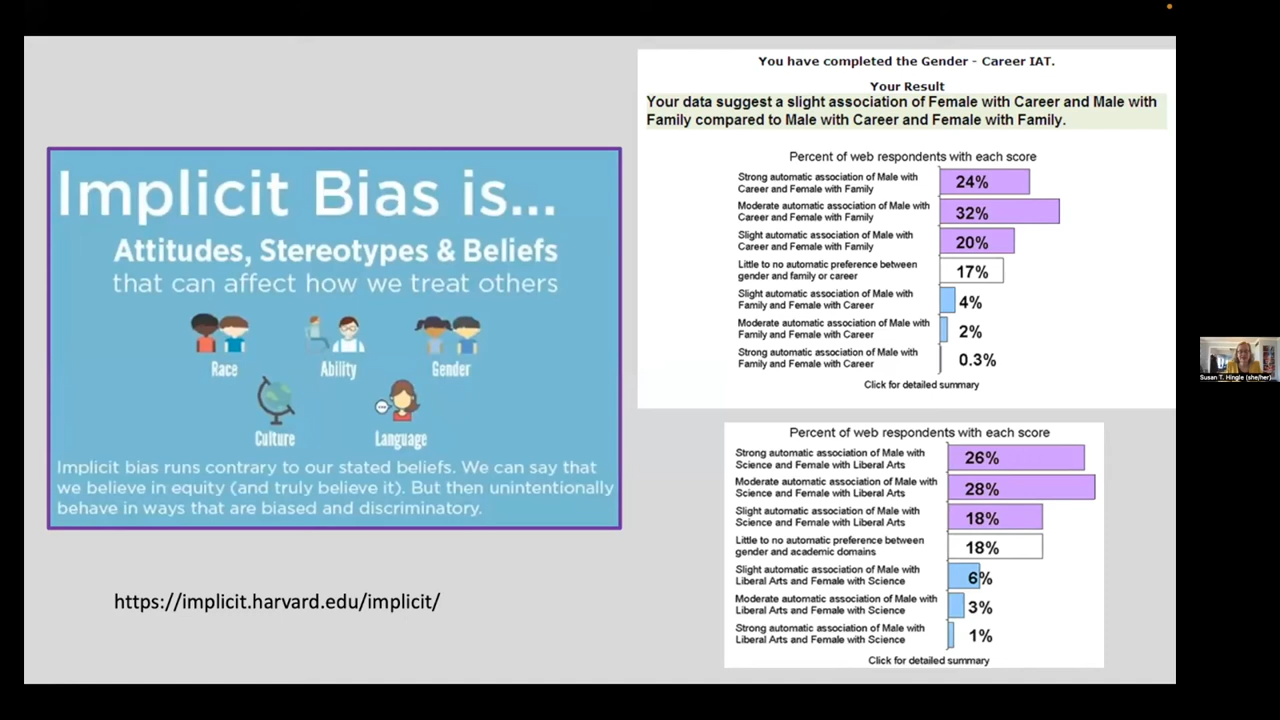 Implicit Bias is...
Attitudes, Stereotypes & Beliefs
that can affect how we treat others
Race
Ability
Gender
Culture
Language
Implicit bias runs contrary to our stated beliefs. We can say that
we believe in equity (and truly believe it). But then unintentionally
behave in ways that are biased and discriminatory.
https://implicit.harvard.edu/implicit/
You have completed the Gender - Career IAT.
Your Result
Your data suggest a slight association of Female with Career and Male with
Family compared to Male with Career and Female with Family.
Percent of web respondents with each score
Strong automatic association of Male with
Career and Female with Family
24%
Moderate automatic association of Male with
Career and Female with Family
32%
Slight automatic association of Male with
Career and Female with Family
20%
Little to no automatic preference between
gender and family or career
17%
Slight automatic association of Male with
Family and Female with Career
4%
Moderate automatic association of Male with
Family and Female with Career
2%
Strong automatic association of Male with
Family and Female with Career
0.3%
Click for detailed summary
Percent of web respondents with each score
Strong automatic association of Male with
Science and Female with Liberal Arts
26%
Moderate automatic association of Male with
Science and Female with Liberal Arts
28%
Slight automatic association of Male with
Science and Female with Liberal Arts
18%
Little to no automatic preference between
gender and academic domains
18%
Slight automatic association of Male with
Liberal Arts and Female with Science
6%
Moderate automatic association of Male with
Liberal Arts and Female with Science
3%
Strong automatic association of Male with
Liberal Arts and Female with Science
1%
Click for detailed summary
Susan T. Hingle (she/her)